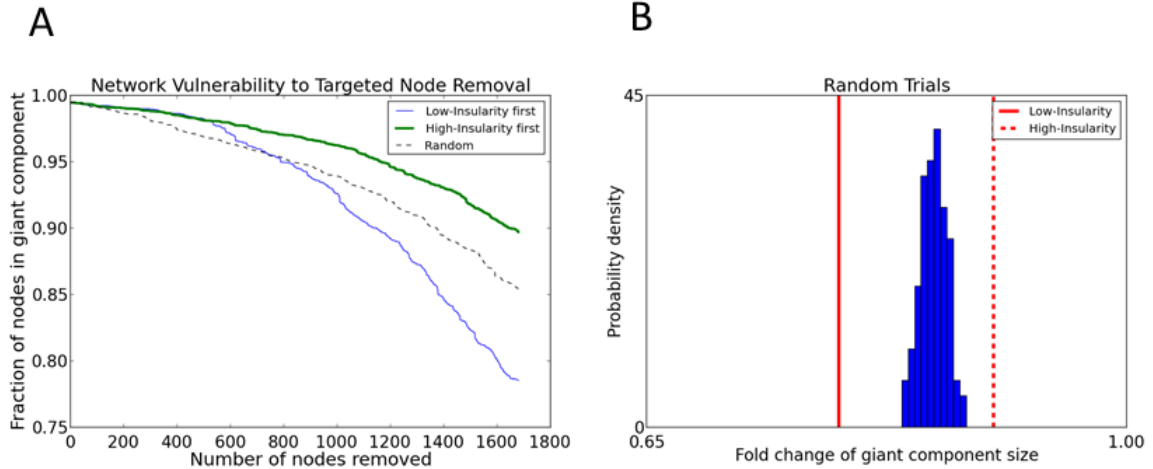 A
B
Network Vulnerability to Targeted Node Removal
Fraction of nodes in giant component
1.00
0.95
0.90
0.85
0.80
0.75
Low-Insularity first
High-Insularity first
Random
0 200 400 600 800 1000 1200 1400 1600 1800
Number of nodes removed
Random Trials
Probability density
45
0
Low-Insularity
High-Insularity
0.65 1.00
Fold change of giant component size